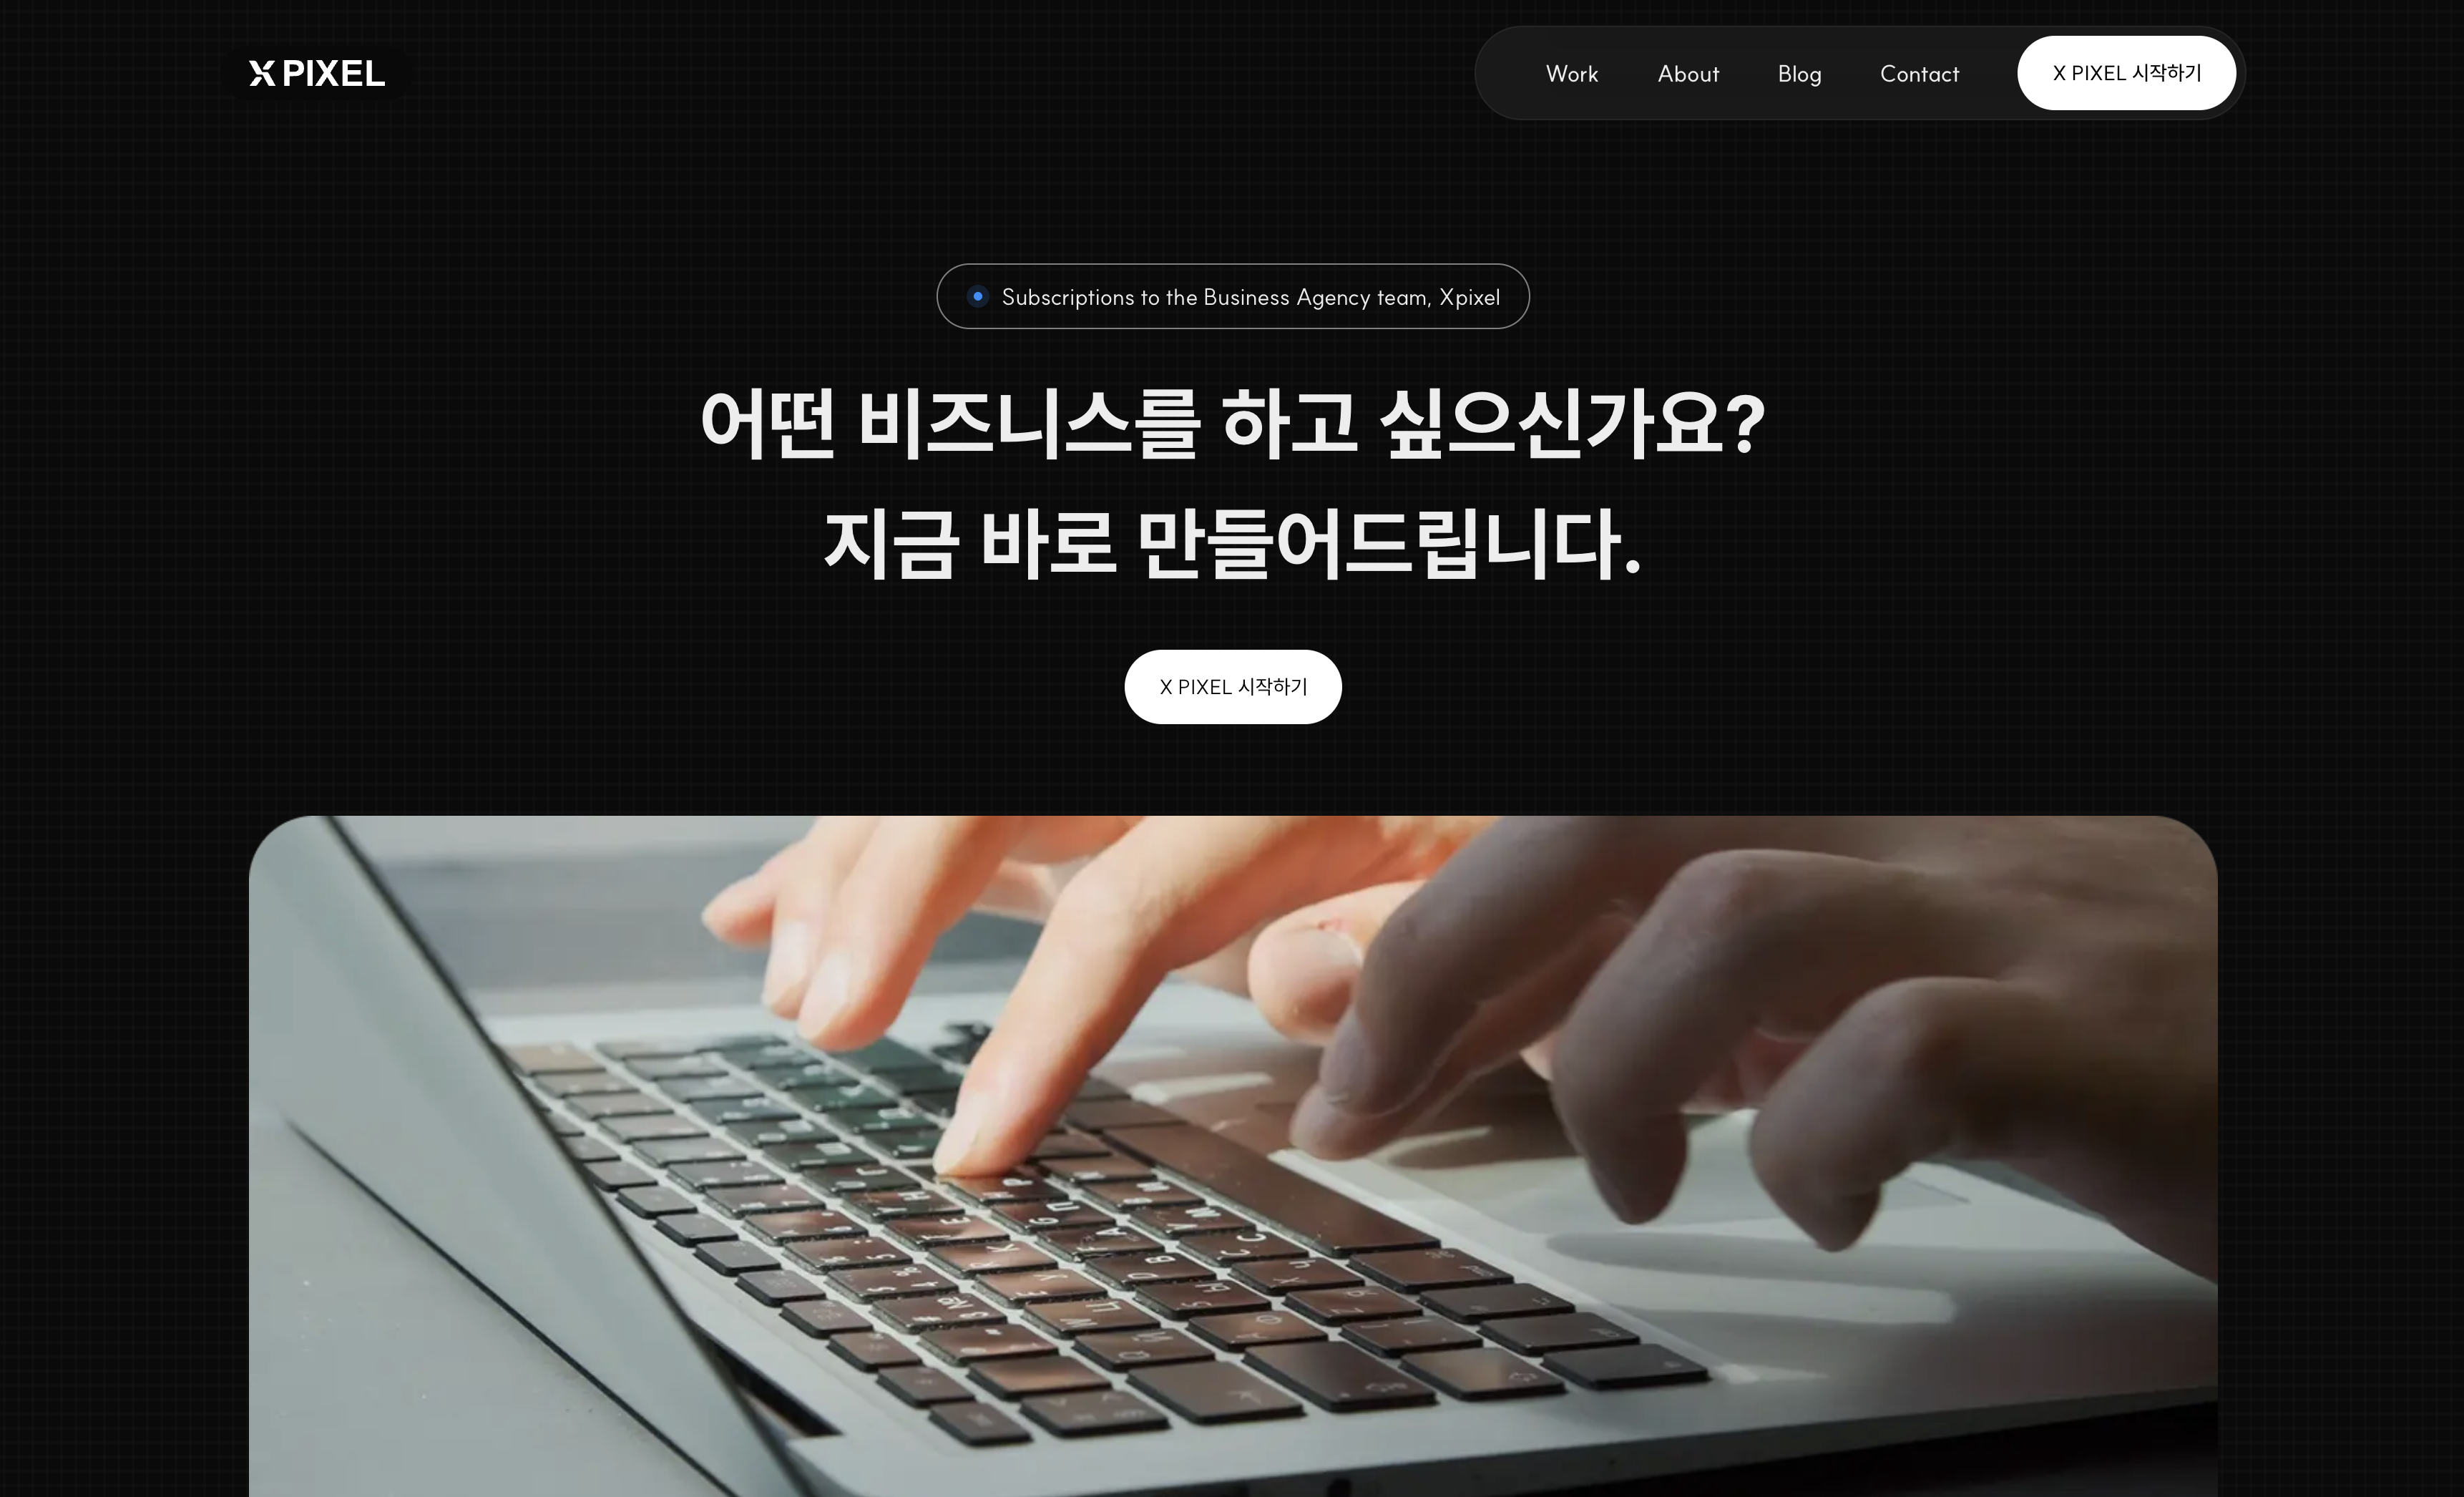 X PIXEL
Work About Blog Contact X PIXEL 시작하기
Subscriptions to the Business Agency team, Xpixel
어떤 비즈니스를 하고 싶으신가요?
지금 바로 만들어드립니다.
X PIXEL 시작하기